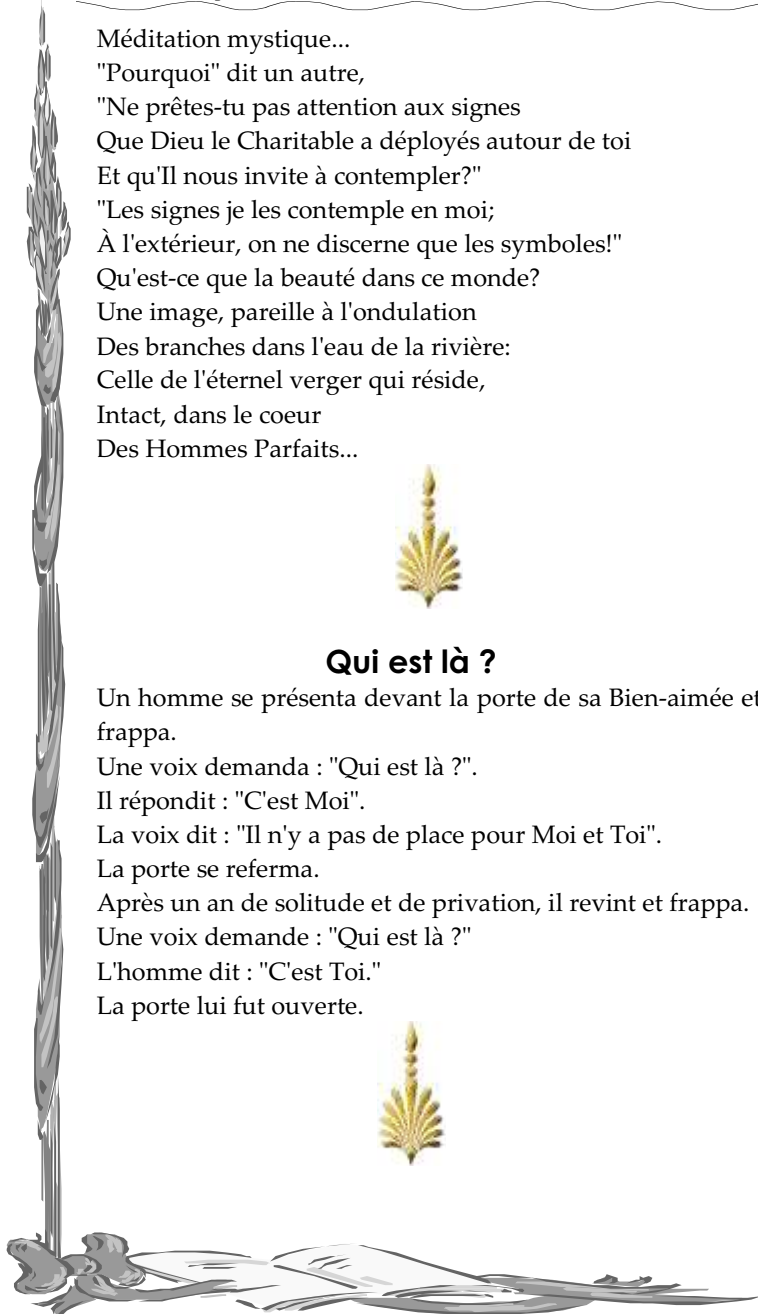 Méditation mystique...
"Pourquoi" dit un autre,
"Ne prêtes-tu pas attention aux signes
Que Dieu le Charitable a déployés autour de toi
Et qu'Il nous invite à contempler?"
"Les signes je les contemple en moi;
À l'extérieur, on ne discerne que les symboles!"
Qu'est-ce que la beauté dans ce monde?
Une image, pareille à l'ondulation
Des branches dans l'eau de la rivière:
Celle de l'éternel verger qui réside,
Intact, dans le coeur
Des Hommes Parfaits...
Qui est là ?
Un homme se présenta devant la porte de sa Bien-aimée et
frappa.
Une voix demanda : "Qui est là ?".
Il répondit : "C'est Moi".
La voix dit : "Il n'y a pas de place pour Moi et Toi".
La porte se referma.
Après un an de solitude et de privation, il revint et frappa.
Une voix demande : "Qui est là ?"
L'homme dit : "C'est Toi."
La porte lui fut ouverte.